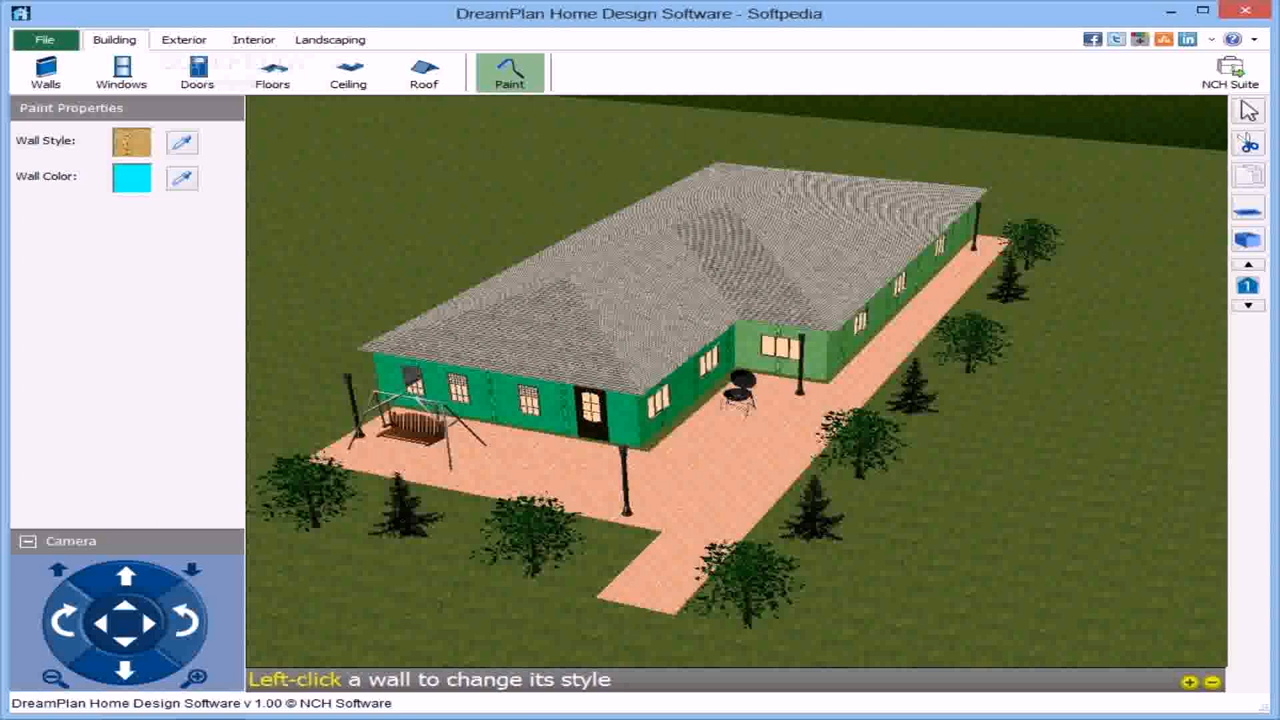 DreamPlan Home Design Software - Softpedia
File Building Exterior Interior Landscaping
Walls Windows Doors Floors Ceiling Roof Paint NCH Suite
Paint Properties
Wall Style:
Wall Color:
1
Camera
Left-click a wall to change its style
DreamPlan Home Design Software v 1.00 © NCH Software